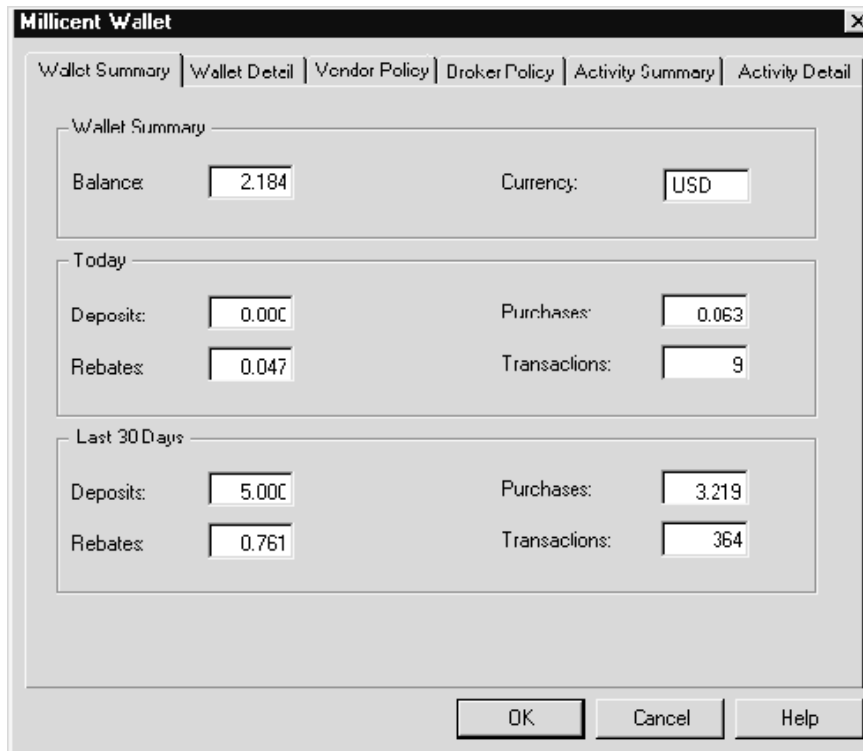 Millicent Wallet
Wallet Summary Wallet Detail Vendor Policy Broker Policy Activity Summary Activity Detail
Wallet Summary
Balance: 2.184 Currency: USD
Today
Deposits: 0.000 Purchases: 0.063
Rebates: 0.047 Transactions: 9
Last 30 Days
Deposits: 5.000 Purchases: 3.219
Rebates: 0.761 Transactions: 364
OK Cancel Help